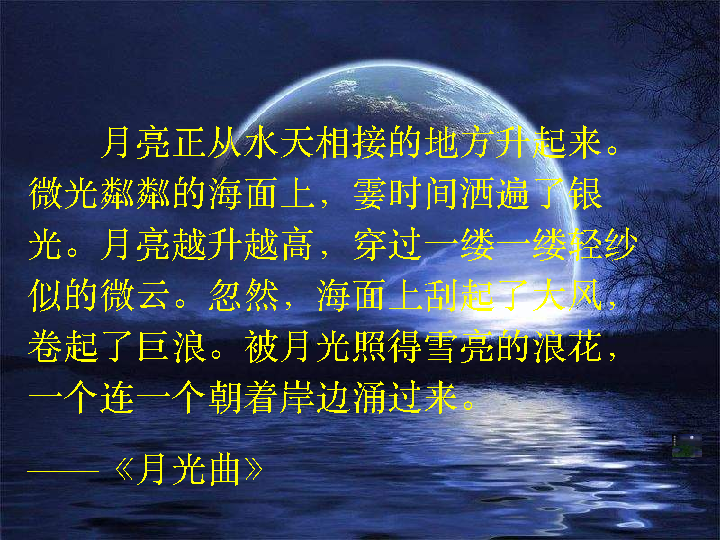 月亮正从水天相接的地方升起来。
微光粼粼的海面上，霎时间洒遍了银
光。月亮越升越高，穿过一缕一缕轻纱
似的微云。忽然，海面上刮起了大风，
卷起了巨浪。被月光照得雪亮的浪花，
一个连一个朝着岸边涌过来。
——《月光曲》